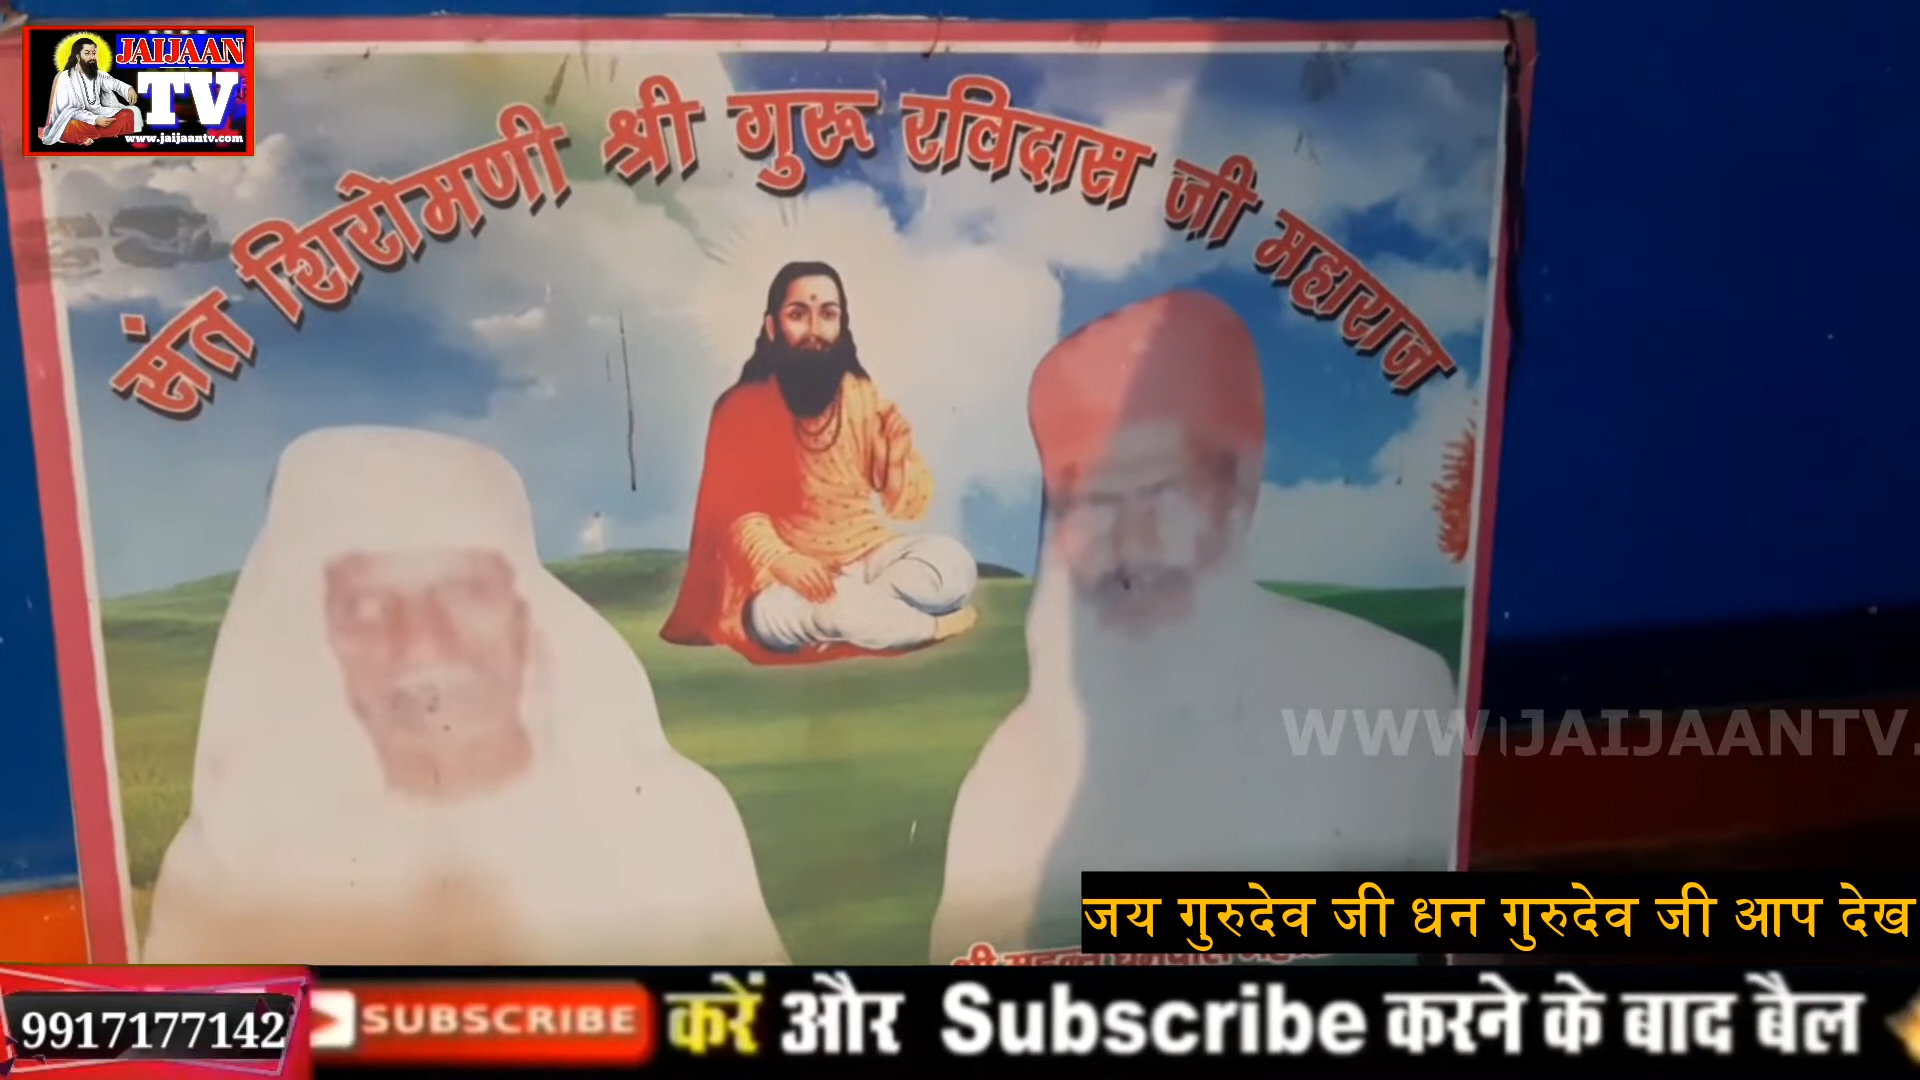 JAIJAAN
TV
www.jaijaantv.com
संत शिरोमणी श्री गुरू रविदास जी महाराज
WWW.JAIJAANTV.
जय गुरुदेव जी धन गुरुदेव जी आप देख
9917177142 SUBSCRIBE करें और Subscribe करने के बाद बैल